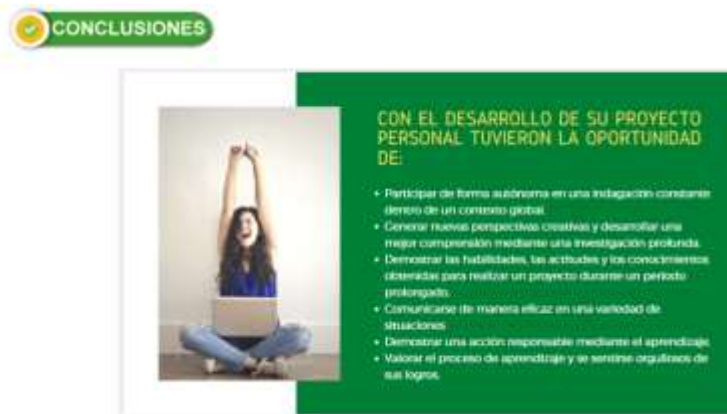 CONCLUSIONES
CON EL DESARROLLO DE SU PROYECTO
PERSONAL TUVIERON LA OPORTUNIDAD
DE:
• Participar de forma autónoma en una indagación constante
dentro de un contexto global.
• Generar nuevas perspectivas creativas y desarrollar una
mejor comprensión mediante una investigación profunda.
• Demostrar las habilidades, las actitudes y los conocimientos
obtenidas para realizar un proyecto durante un período
prolongado.
• Comunicarse de manera eficaz en una variedad de
situaciones
• Demostrar una acción responsable mediante el aprendizaje
• Valorar el proceso de aprendizaje y se sentirse orgullosos de
sus logros.